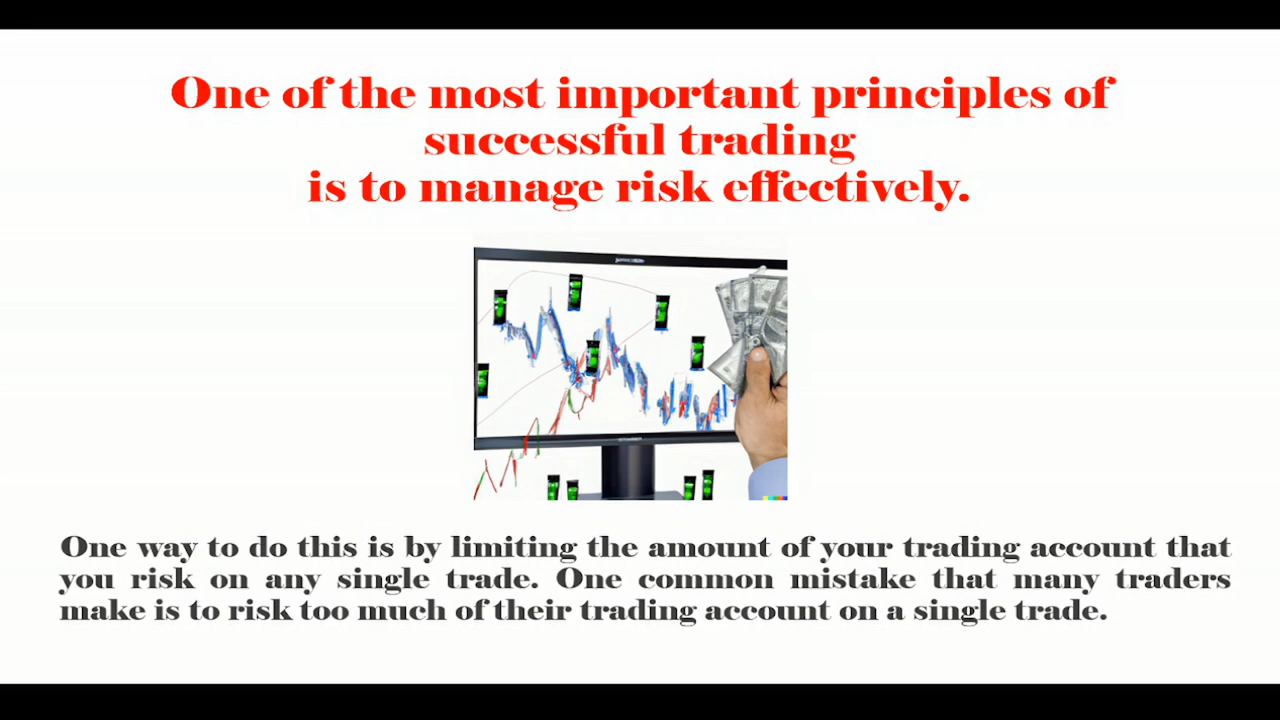 One of the most important principles of
successful trading
is to manage risk effectively.
One way to do this is by limiting the amount of your trading account that
you risk on any single trade. One common mistake that many traders
make is to risk too much of their trading account on a single trade.